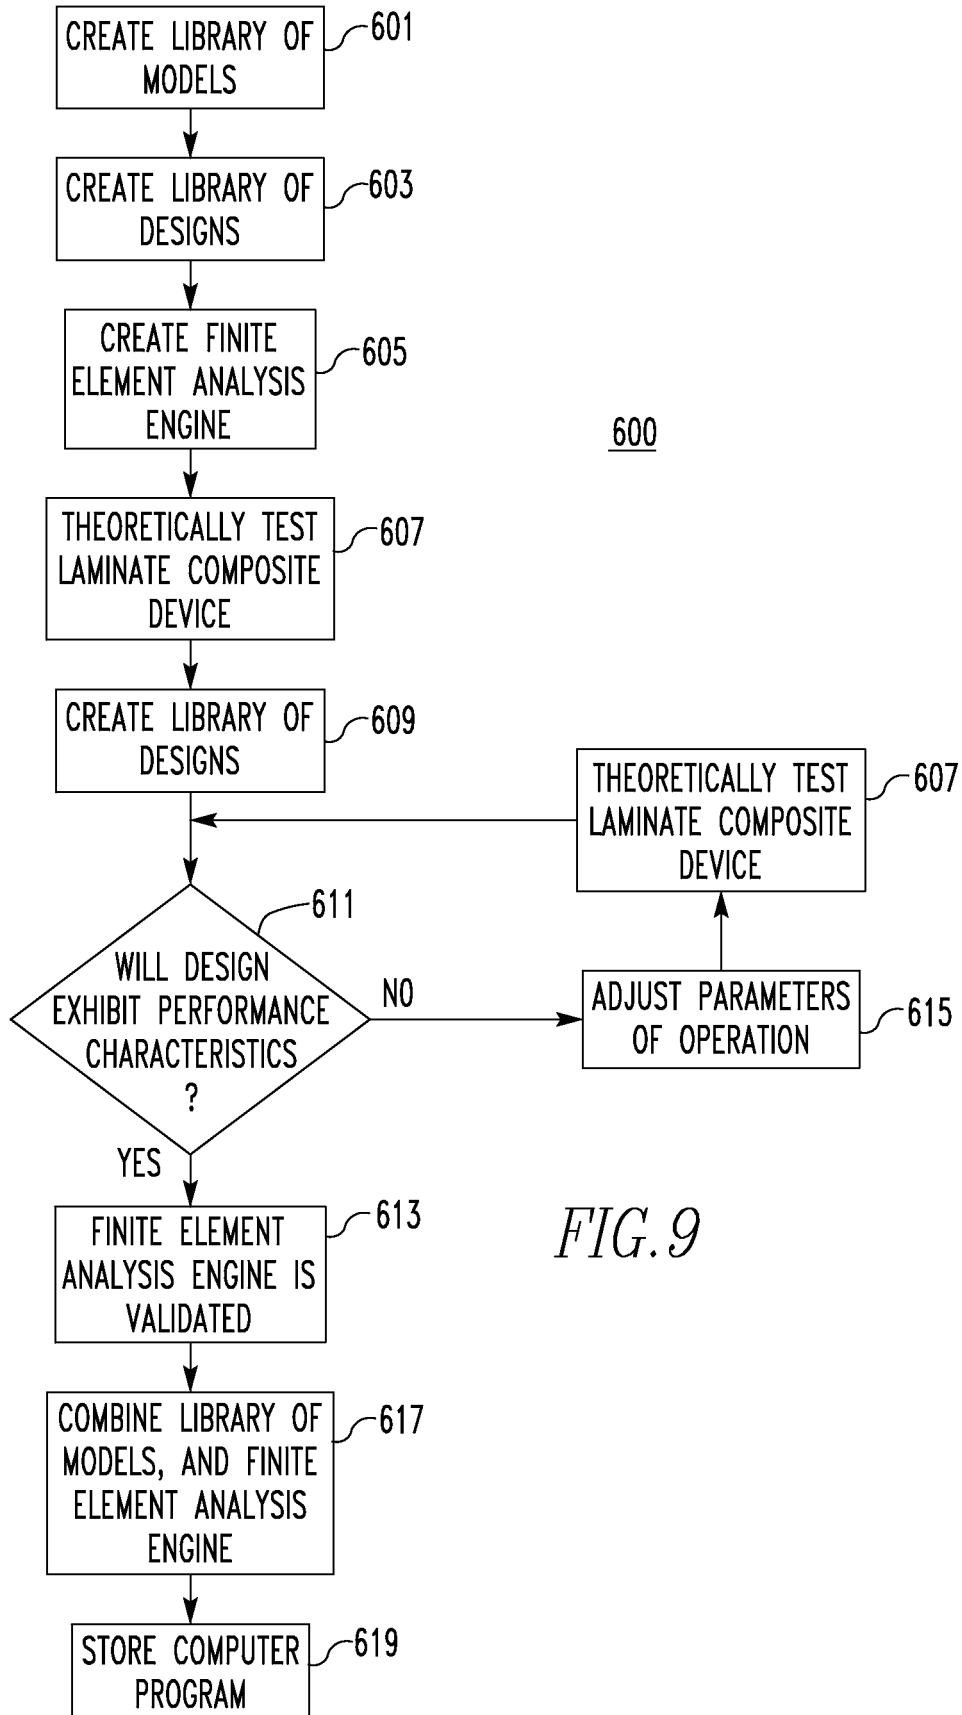 CREATE LIBRARY OF
MODELS
601
CREATE LIBRARY OF
DESIGNS
603
CREATE FINITE
ELEMENT ANALYSIS
ENGINE
605
600
THEORETICALLY TEST
LAMINATE COMPOSITE
DEVICE
607
CREATE LIBRARY OF
DESIGNS
609
THEORETICALLY TEST
LAMINATE COMPOSITE
DEVICE
607
611
WILL DESIGN
EXHIBIT PERFORMANCE
CHARACTERISTICS
?
NO
ADJUST PARAMETERS
OF OPERATION
615
YES
FINITE ELEMENT
ANALYSIS ENGINE IS
VALIDATED
613
FIG. 9
COMBINE LIBRARY OF
MODELS, AND FINITE
ELEMENT ANALYSIS
ENGINE
617
STORE COMPUTER
PROGRAM
619